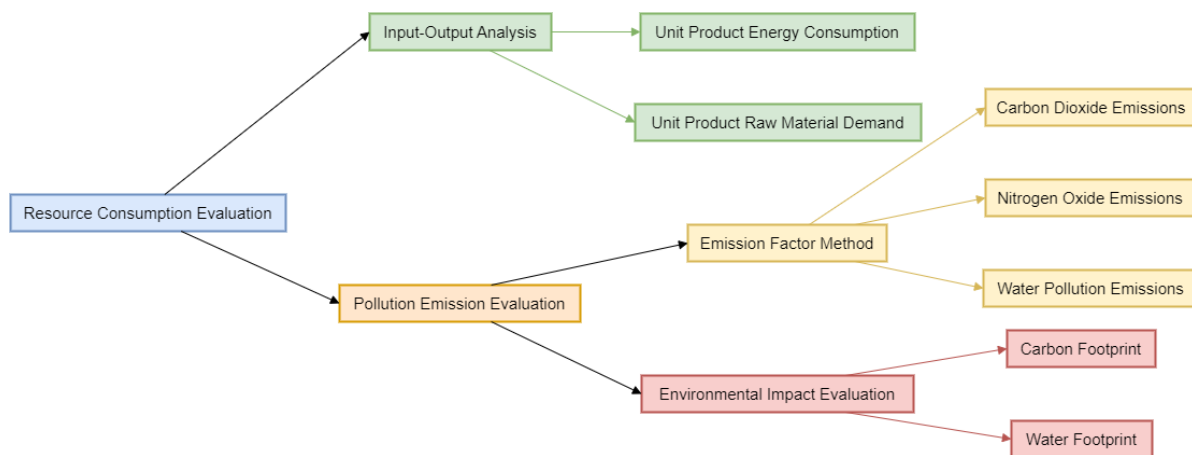 Input-Output Analysis
Unit Product Energy Consumption
Carbon Dioxide Emissions
Unit Product Raw Material Demand
Nitrogen Oxide Emissions
Resource Consumption Evaluation
Emission Factor Method
Water Pollution Emissions
Pollution Emission Evaluation
Carbon Footprint
Environmental Impact Evaluation
Water Footprint